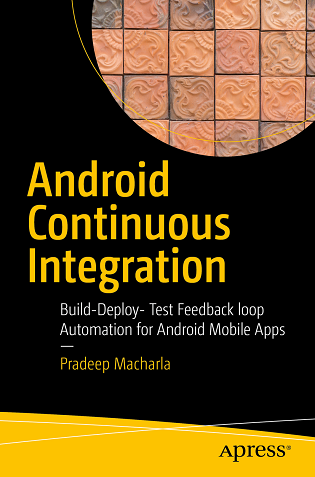 Android
Continuous
Integration
Build-Deploy- Test Feedback loop
Automation for Android Mobile Apps
—
Pradeep Macharla
Apress®